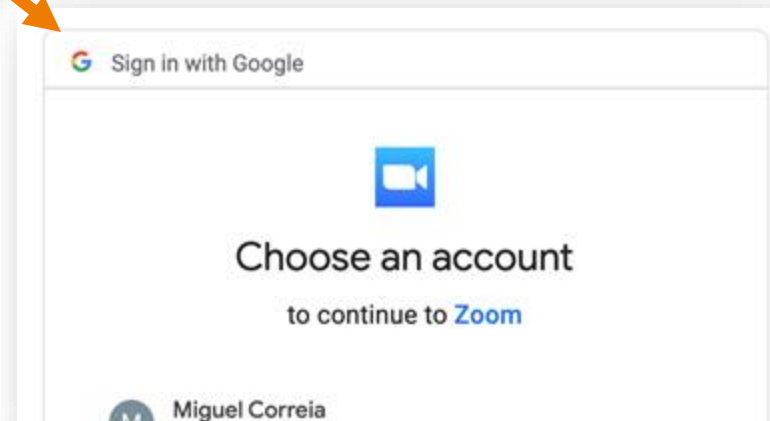 Sign in with Google
Choose an account
to continue to Zoom
Miguel Correia